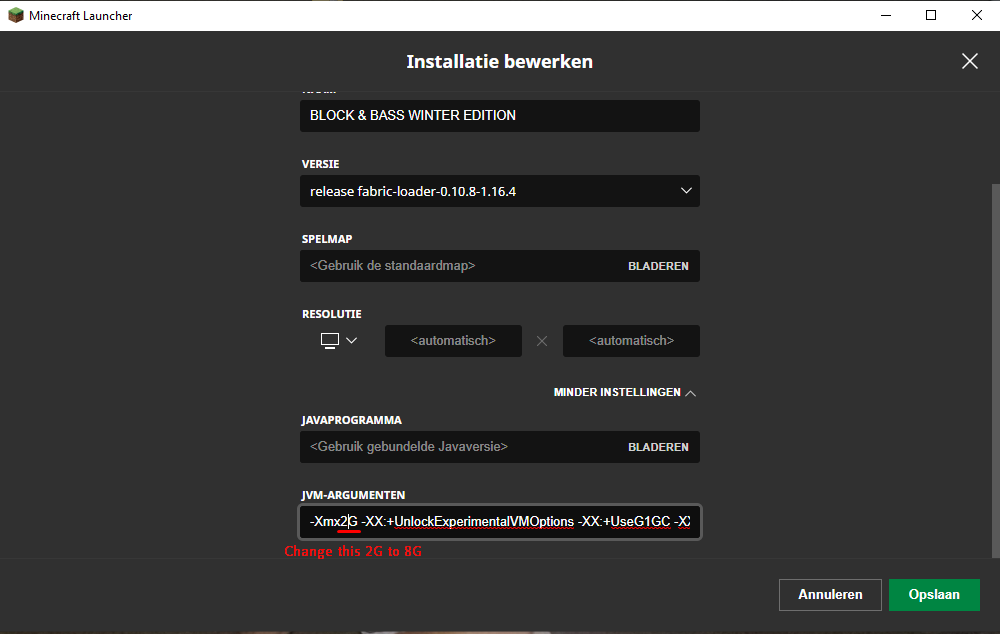 Minecraft Launcher
Installatie bewerken
BLOCK & BASS WINTER EDITION
VERSIE
release fabric-loader-0.10.8-1.16.4
SPELMAP
<Gebruik de standaardmap> BLADEREN
RESOLUTIE
<automatisch> <automatisch>
MINDER INSTELLINGEN
JAVAPROGRAMMA
<Gebruik gebundelde Javaversie> BLADEREN
JVM-ARGUMENTEN
-Xmx2G -XX:+UnlockExperimentalVMOptions -XX:+UseG1GC
Change this 2G to 8G
Annuleren Opslaan